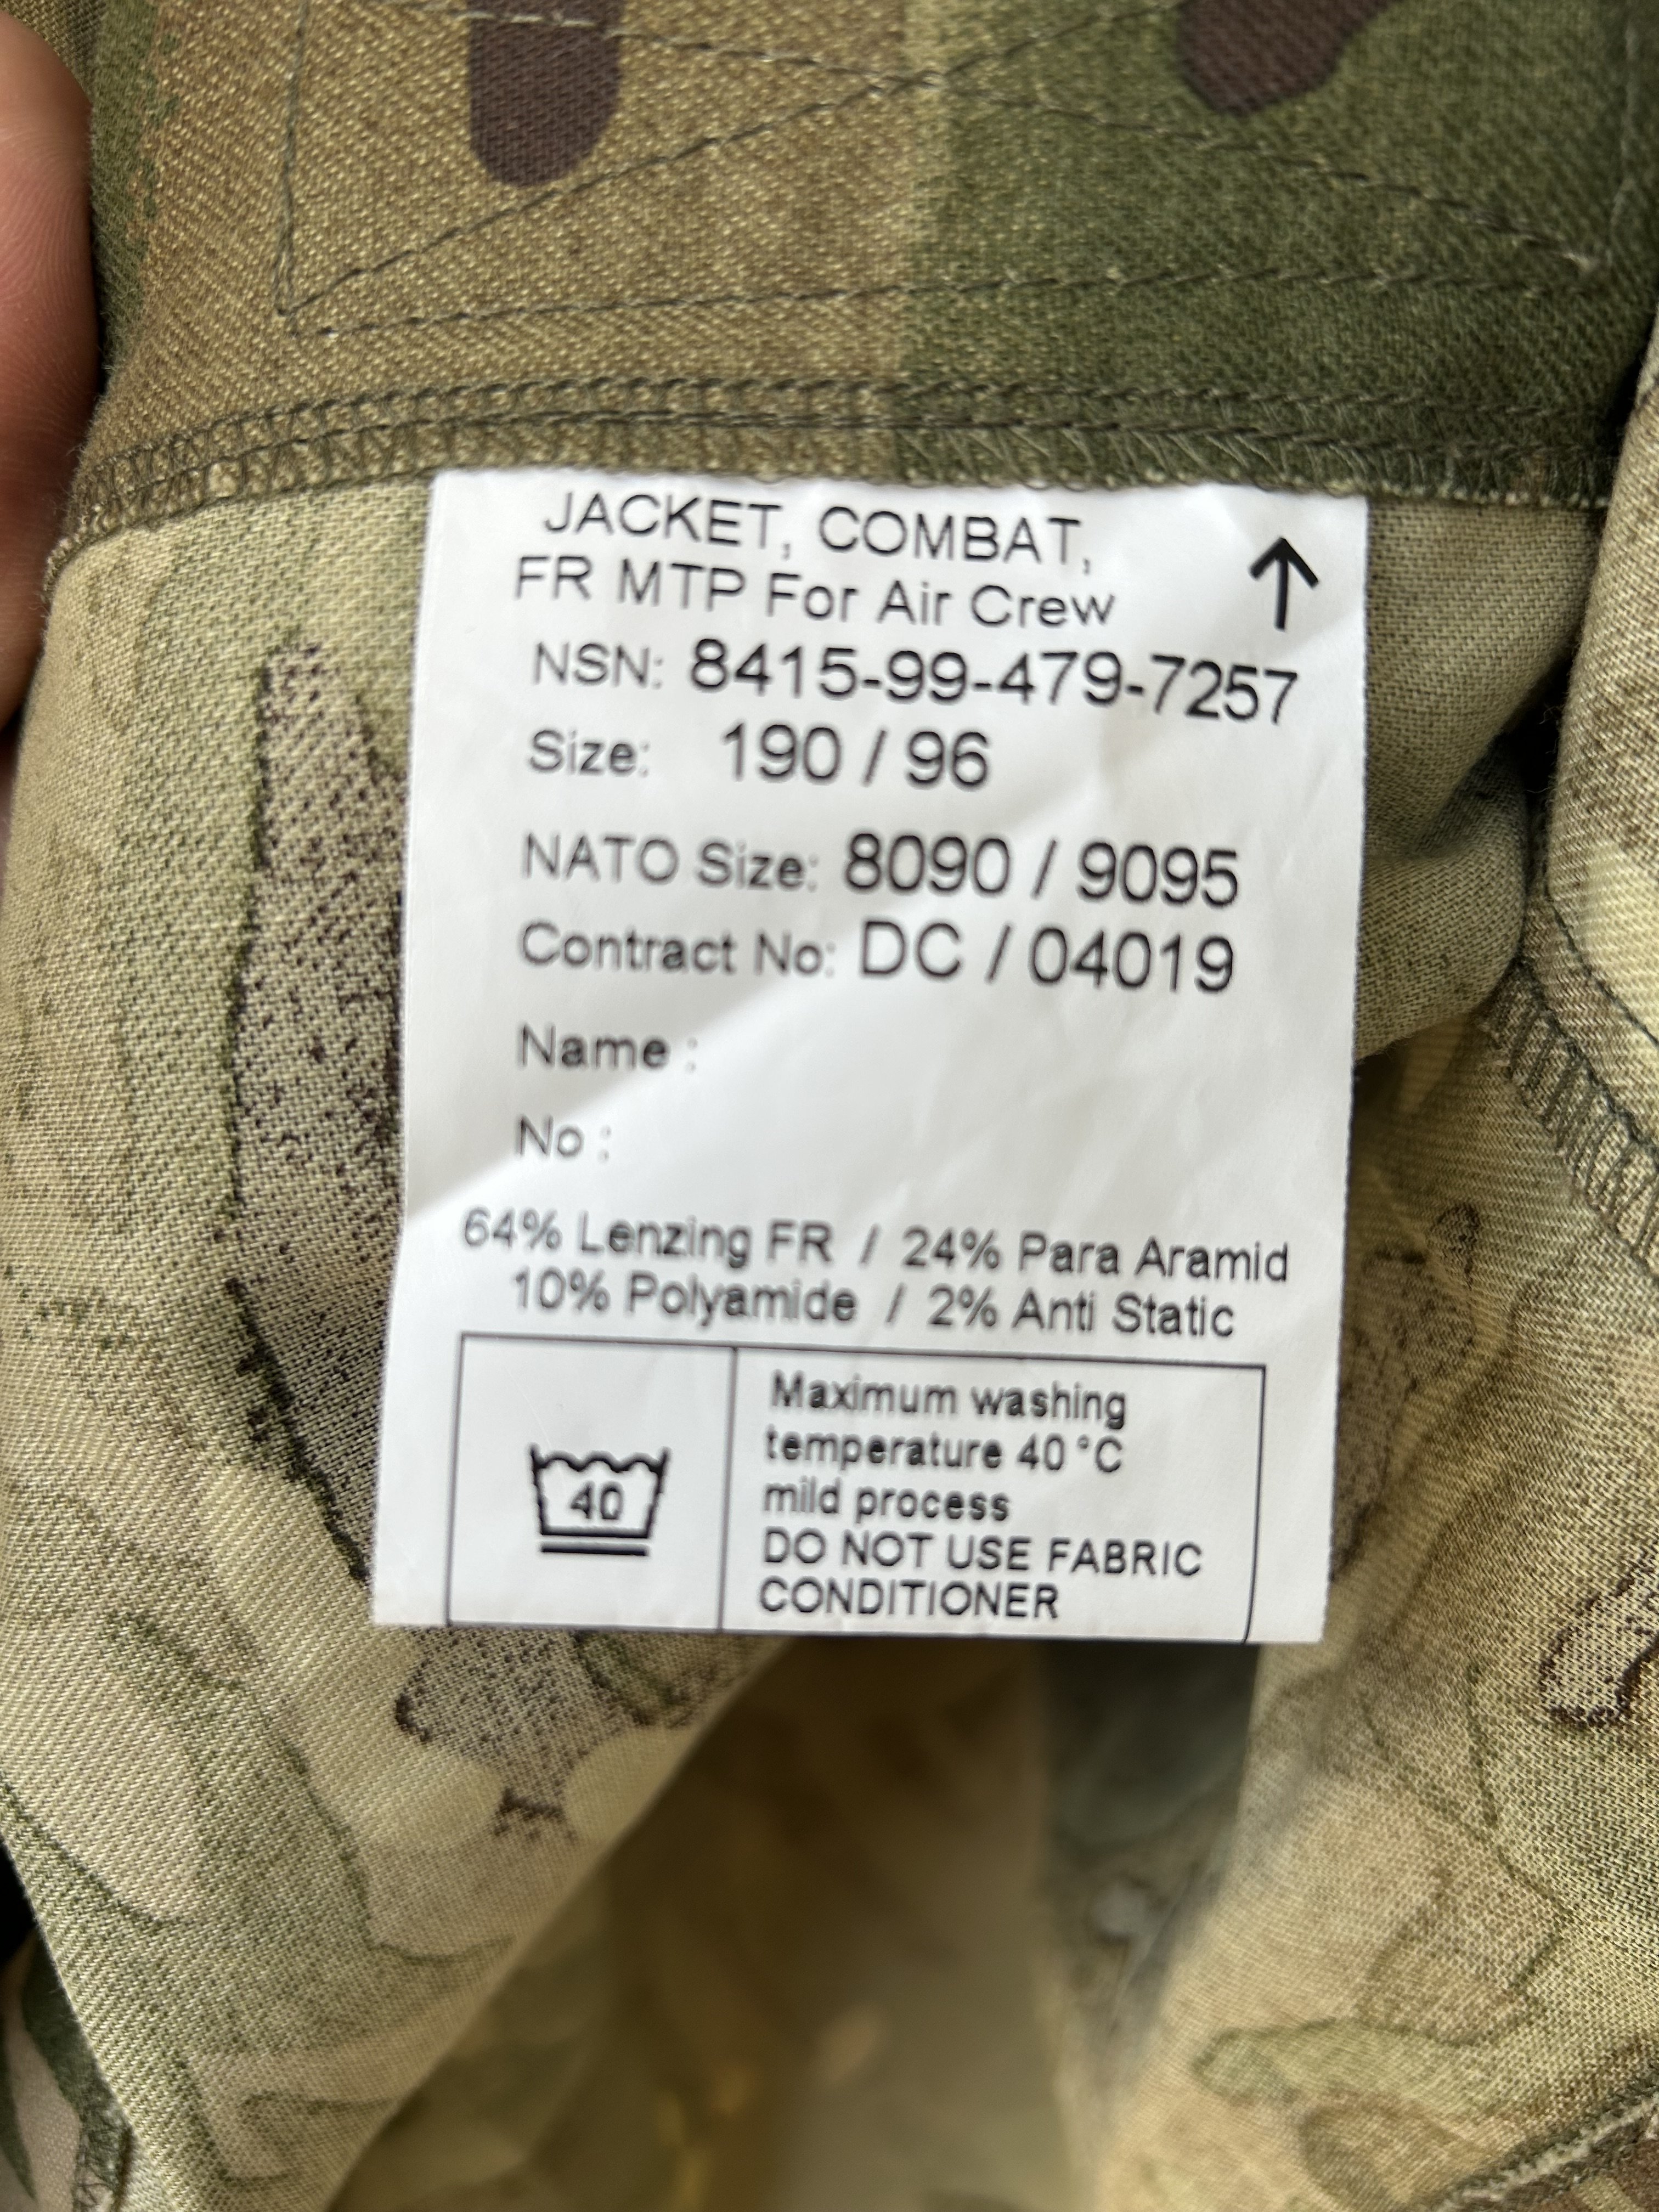 JACKET, COMBAT,
FR MTP For Air Crew
NSN: 8415-99-479-7257
Size: 190 / 96
NATO Size: 8090 / 9095
Contract No: DC / 04019
Name :
No :
64% Lenzing FR / 24% Para Aramid
10% Polyamide / 2% Anti Static
40
Maximum washing
temperature 40 °C
mild process
DO NOT USE FABRIC
CONDITIONER